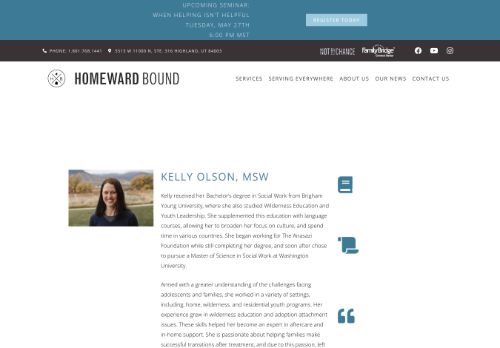 UPCOMING SEMINAR:
WHEN HELPING ISN'T HELPFUL
TUESDAY, MAY 27TH
6:00 PM MST
REGISTER TODAY
PHONE: 1.801.768.1441
5513 W 11000 N, STE. 316 HIGHLAND, UT 84003
NOT BY CHANCE
FamilyBridge
HOMEWARD BOUND
SERVICES
SERVING EVERYWHERE
ABOUT US
OUR NEWS
CONTACT US
KELLY OLSON, MSW
Kelly received her Bachelor's degree in Social Work from Brigham
Young University, where she also studied Wilderness Education and
Youth Leadership. She supplemented this education with language
courses, allowing her to broaden her focus on culture, and spend
time in various countries. She began working for The Anasazi
Foundation while still completing her degree, and soon after chose
to pursue a Master of Science in Social Work at Washington
University.
Armed with a greater understanding of the challenges facing
adolescents and families, she worked in a variety of settings,
including, home, wilderness, and residential youth programs. Her
experience grew in wilderness education and adoption attachment
issues. These skills helped her become an expert in aftercare and
in-home support. She is passionate about helping families make
successful transitions after treatment, and due to this passion, left